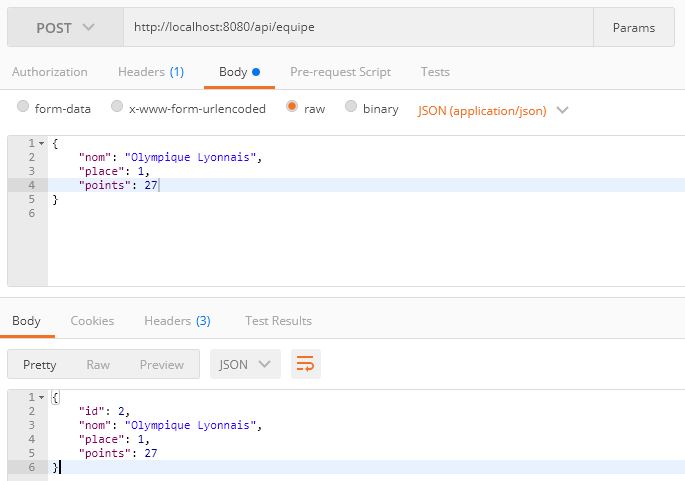 POST http://localhost:8080/api/equipe Params
Authorization Headers (1) Body Pre-request Script Tests
form-data x-www-form-urlencoded raw binary JSON (application/json)
1 {
2 "nom": "Olympique Lyonnais",
3 "place": 1,
4 "points": 27
5 }
6
Body Cookies Headers (3) Test Results
Pretty Raw Preview JSON
1 {
2 "id": 2,
3 "nom": "Olympique Lyonnais",
4 "place": 1,
5 "points": 27
6 }